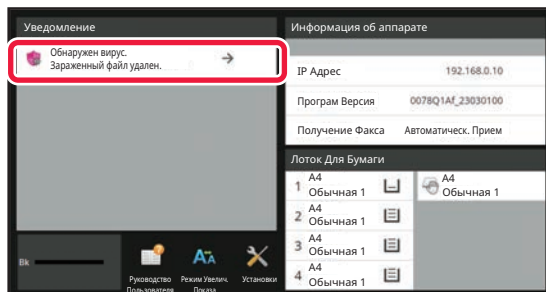 Уведомление
Обнаружен вирус.
Зараженный файл удален.
Информация об аппарате
IP Адрес 192.168.0.10
Програм Версия 0078Q1Af_23030100
Получение Факса Автоматическ. Прием
Лоток Для Бумаги
1 A4
Обычная 1
A4
Обычная 1
2 A4
Обычная 1
3 A4
Обычная 1
4 A4
Обычная 1
Bk
Руководство
Пользователя
Режим Увелич.
Показа
Установки